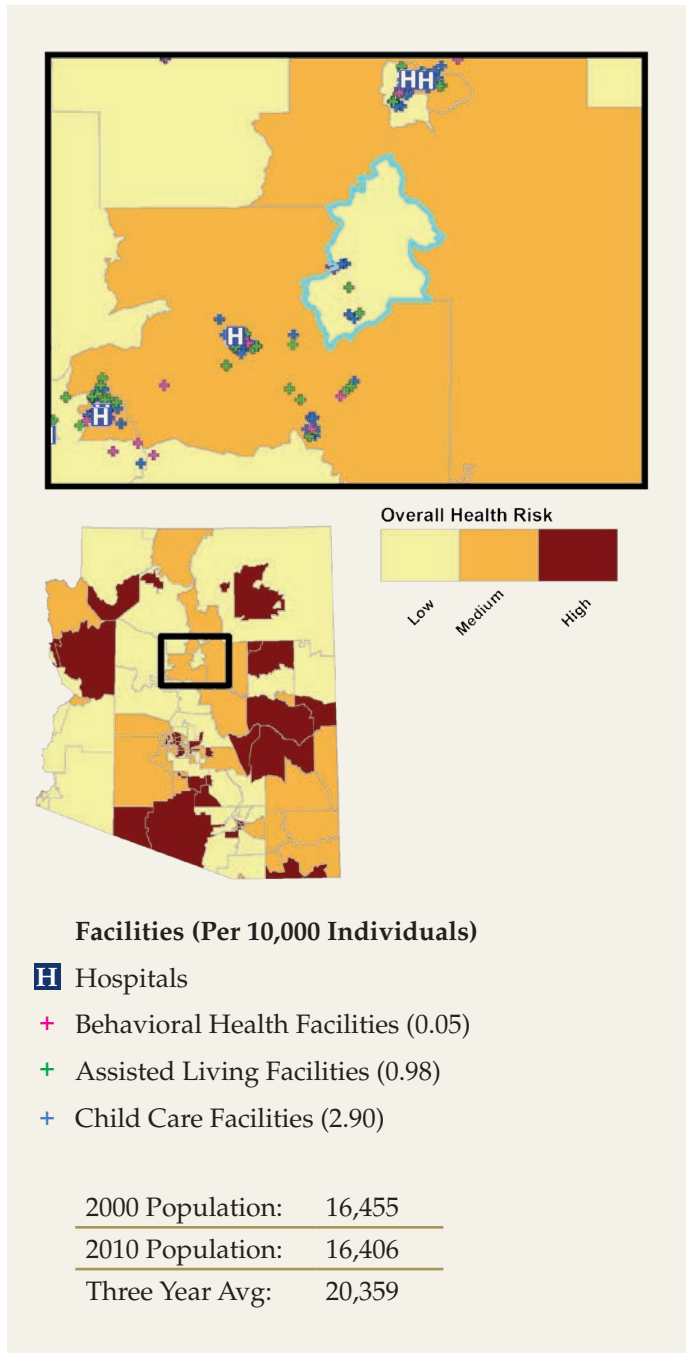 H H
H
H
Overall Health Risk
Low Medium High
Facilities (Per 10,000 Individuals)
H Hospitals
+ Behavioral Health Facilities (0.05)
+ Assisted Living Facilities (0.98)
+ Child Care Facilities (2.90)
2000 Population: 16,455
2010 Population: 16,406
Three Year Avg: 20,359